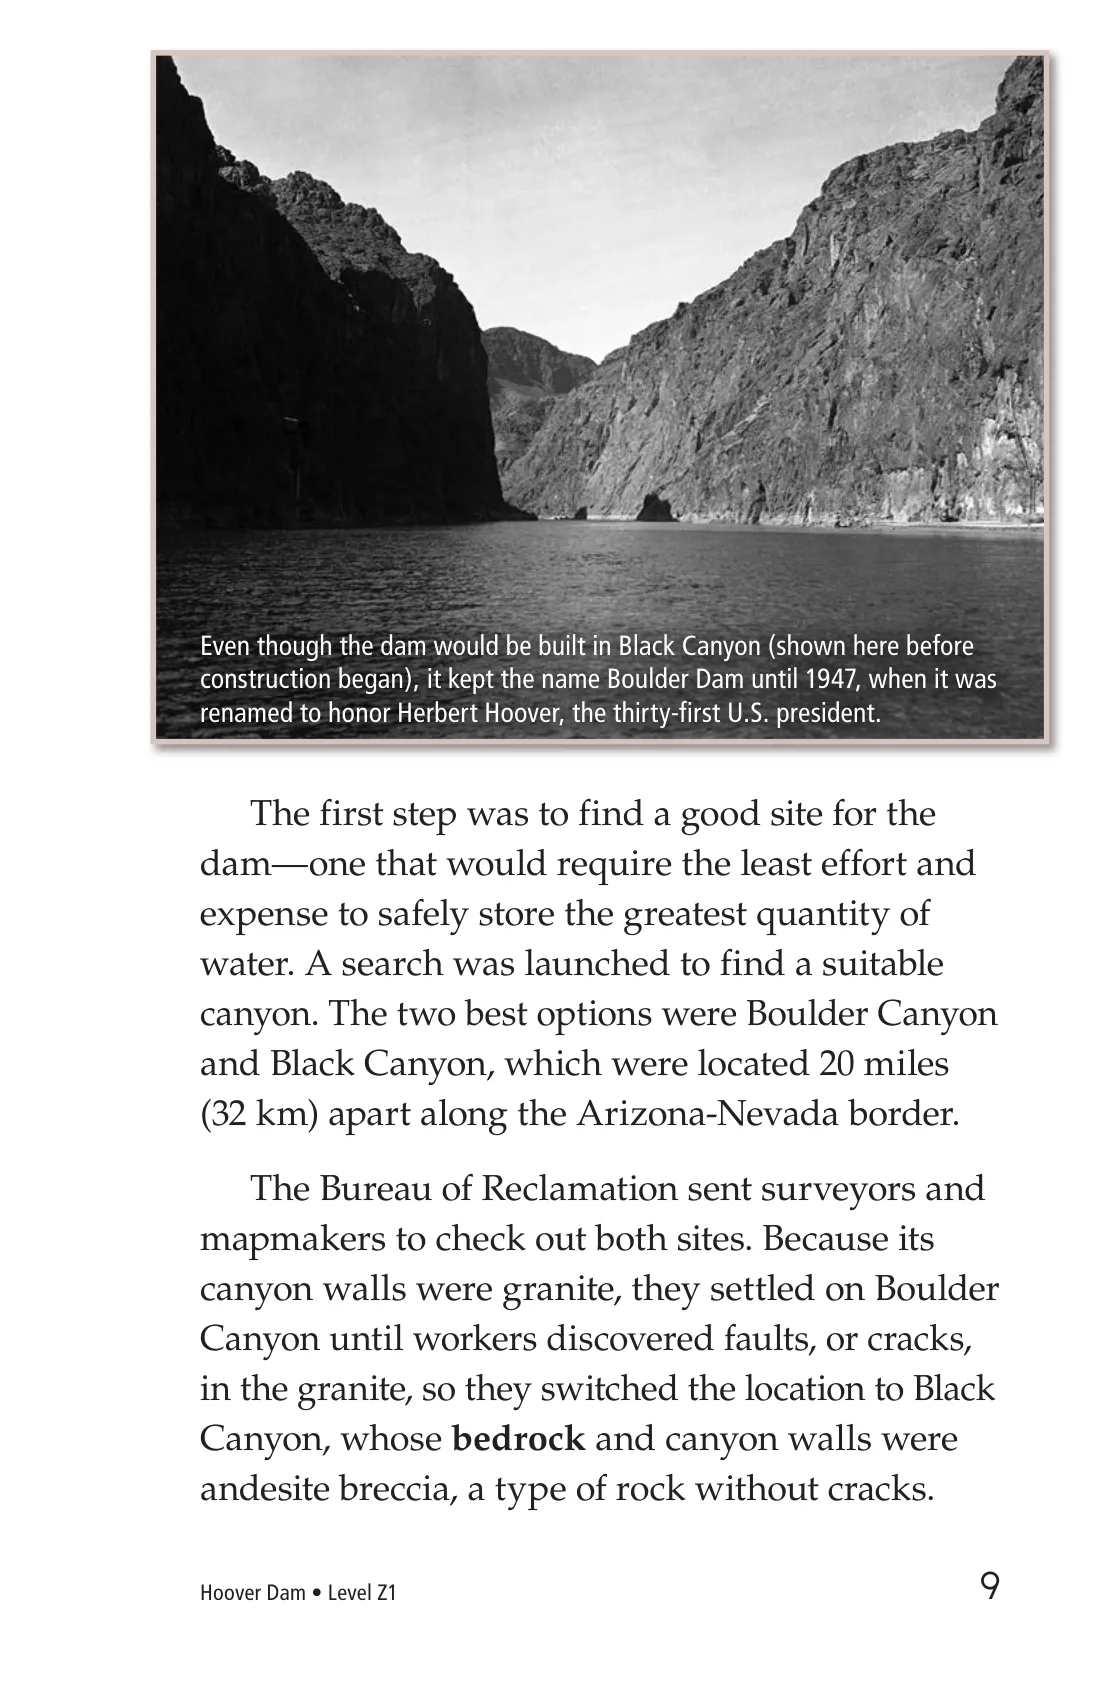 Even though the dam would be built in Black Canyon (shown here before
construction began), it kept the name Boulder Dam until 1947, when it was
renamed to honor Herbert Hoover, the thirty-first U.S. president.
The first step was to find a good site for the
dam—one that would require the least effort and
expense to safely store the greatest quantity of
water. A search was launched to find a suitable
canyon. The two best options were Boulder Canyon
and Black Canyon, which were located 20 miles
(32 km) apart along the Arizona-Nevada border.
The Bureau of Reclamation sent surveyors and
mapmakers to check out both sites. Because its
canyon walls were granite, they settled on Boulder
Canyon until workers discovered faults, or cracks,
in the granite, so they switched the location to Black
Canyon, whose bedrock and canyon walls were
andesite breccia, a type of rock without cracks.
Hoover Dam • Level Z1
9